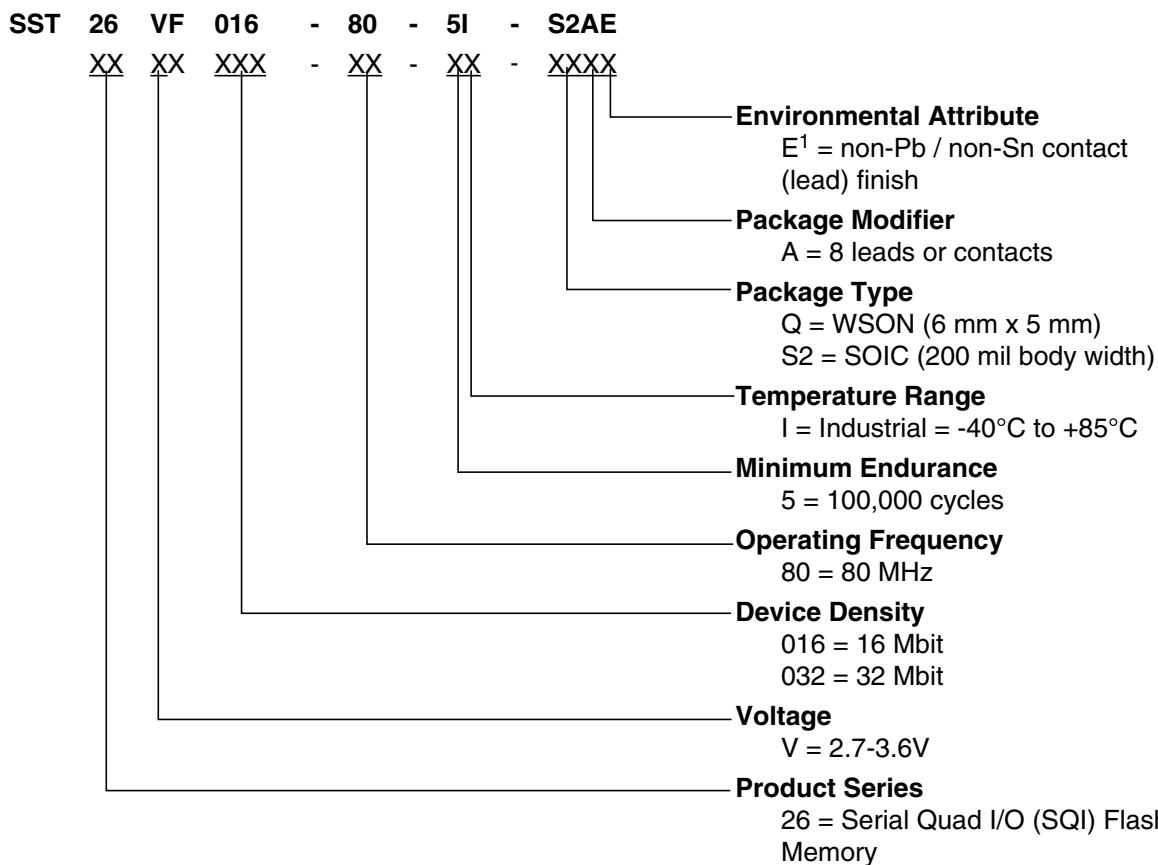 SST 26 VF 016 - 80 - 5I - S2AE
XX XX XXX - XX - XX - XXXX
Environmental Attribute
E1 = non-Pb / non-Sn contact
(lead) finish
Package Modifier
A = 8 leads or contacts
Package Type
Q = WSON (6 mm x 5 mm)
S2 = SOIC (200 mil body width)
Temperature Range
I = Industrial = -40°C to +85°C
Minimum Endurance
5 = 100,000 cycles
Operating Frequency
80 = 80 MHz
Device Density
016 = 16 Mbit
032 = 32 Mbit
Voltage
V = 2.7-3.6V
Product Series
26 = Serial Quad I/O (SQI) Flash
Memory